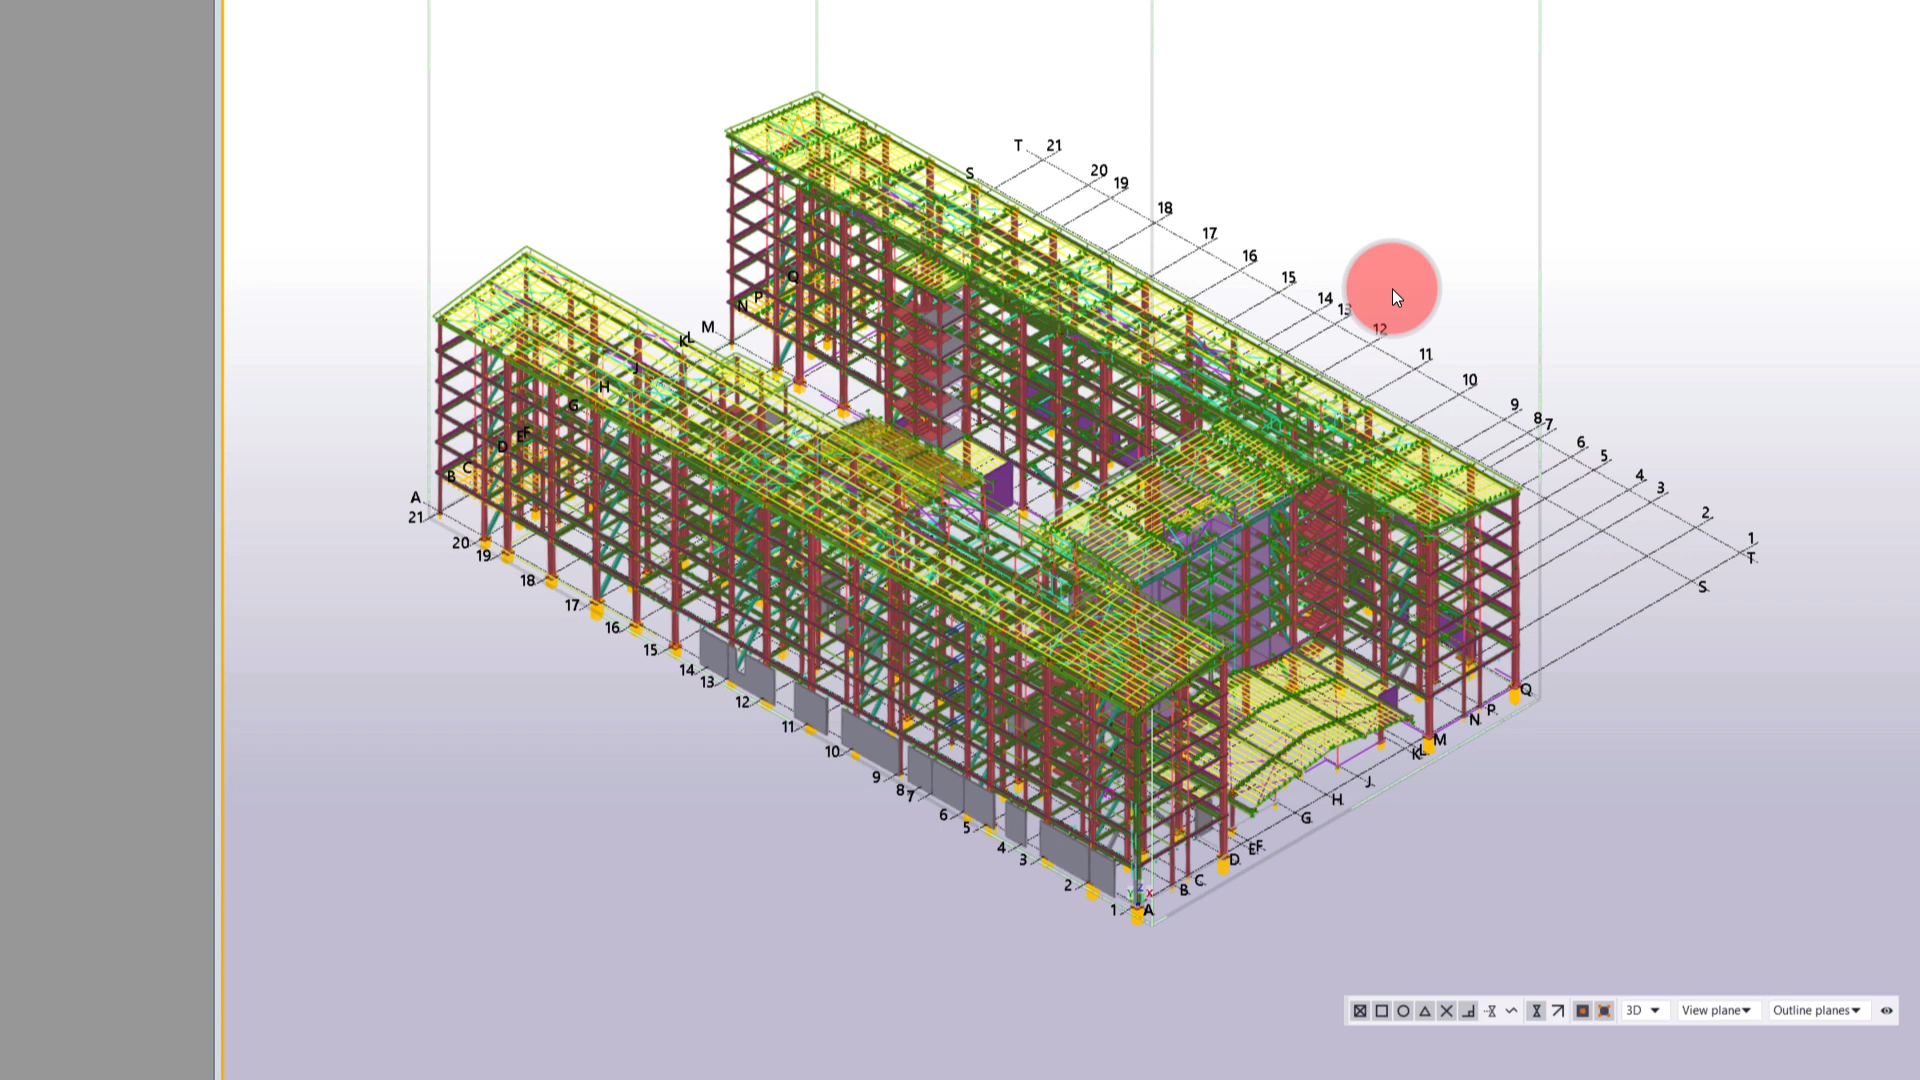 T 21
S
20
19
18
17
16
15
14
13
12
11
10
9
8
7
6
5
4
3
2
1
T
S
Q
N P
M
K L
J
H
G
E F
D
C
B
A
21
20
19
18
17
16
15
14
13
12
11
10
9
8
7
6
5
4
3
2
1
A
B
C
D
E F
G
H
J
K L
M
N
P
Q
Z
Y X
3D View plane Outline planes